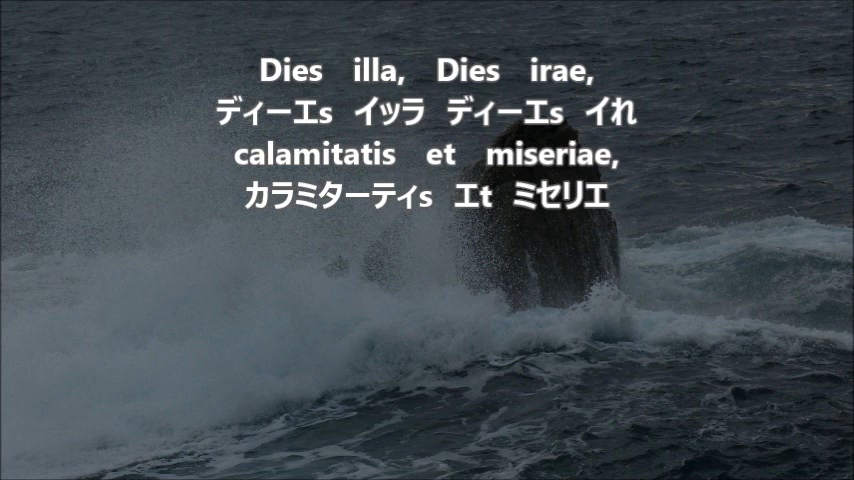 Dies illa, Dies irae,
ディーエs イッラ ディーエs イれ
calamitatis et miseriae,
カラミターティs エt ミセリエ